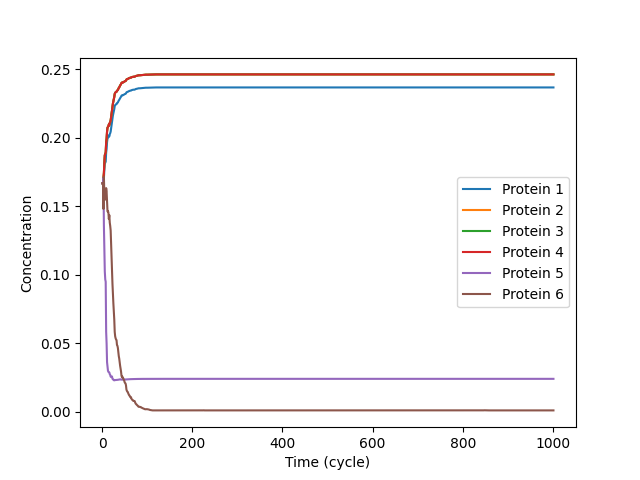 0.25
0.20
0.15
0.10
0.05
0.00
Concentration
0 200 400 600 800 1000
Time (cycle)
Protein 1
Protein 2
Protein 3
Protein 4
Protein 5
Protein 6